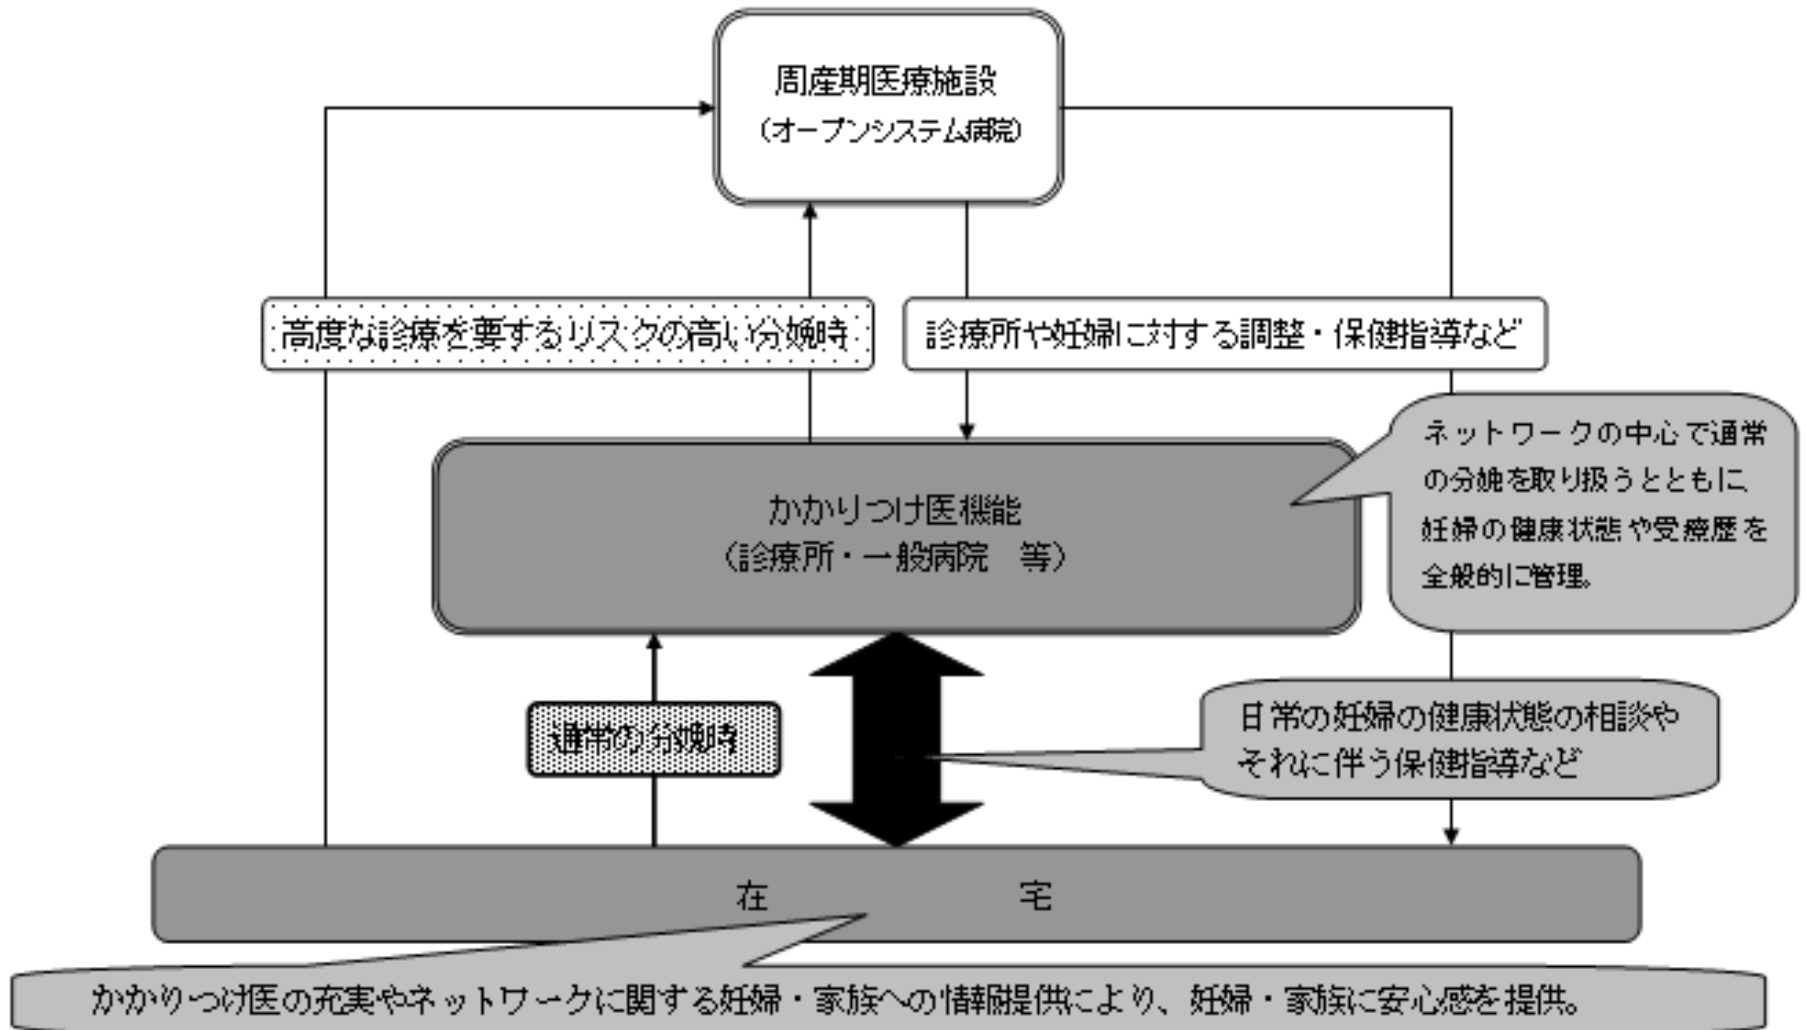 周産期医療施設
（オープンシステム病院）
高度な診療を要するリスクの高い分娩時
診療所や妊婦に対する調整・保健指導など
ネットワークの中心で通常
の分娩を取り扱うとともに、
妊婦の健康状態や受療歴を
全般的に管理。
かかりつけ医機能
（診療所・一般病院　等）
通常の分娩時
日常の妊婦の健康状態の相談や
それに伴う保健指導など
在　宅
かかりつけ医の充実やネットワークに関する妊婦・家族への情報提供により、妊婦・家族に安心感を提供。